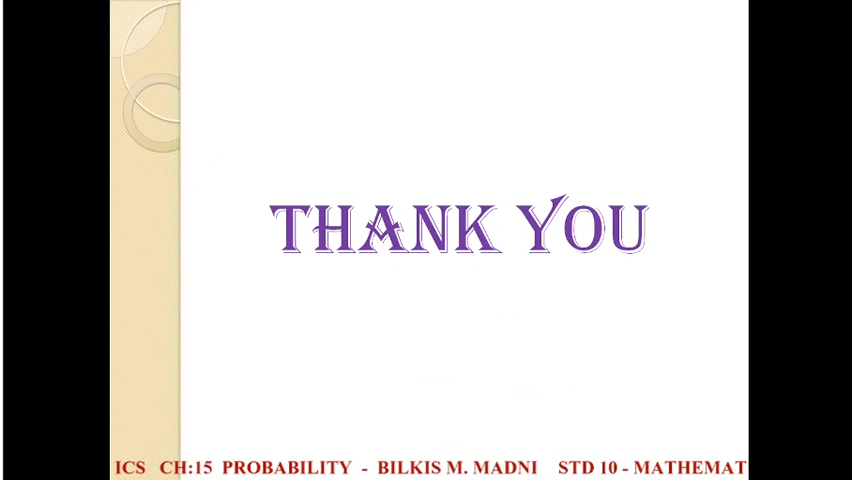 THANK YOU
ICS CH:15 PROBABILITY - BILKIS M. MADNI STD 10 - MATHEMAT